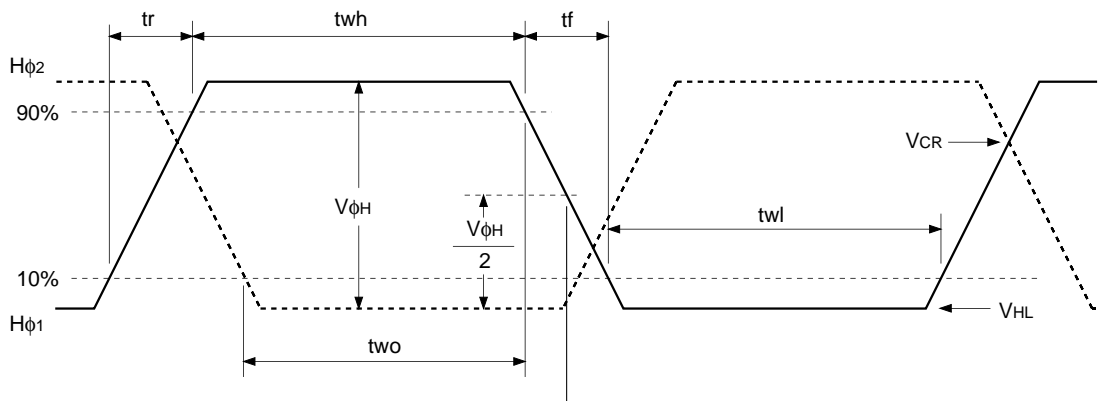 tr
twh
tf
Hϕ2
90%
VCR
VϕH
twl
VϕH
2
10%
VHL
Hϕ1
two